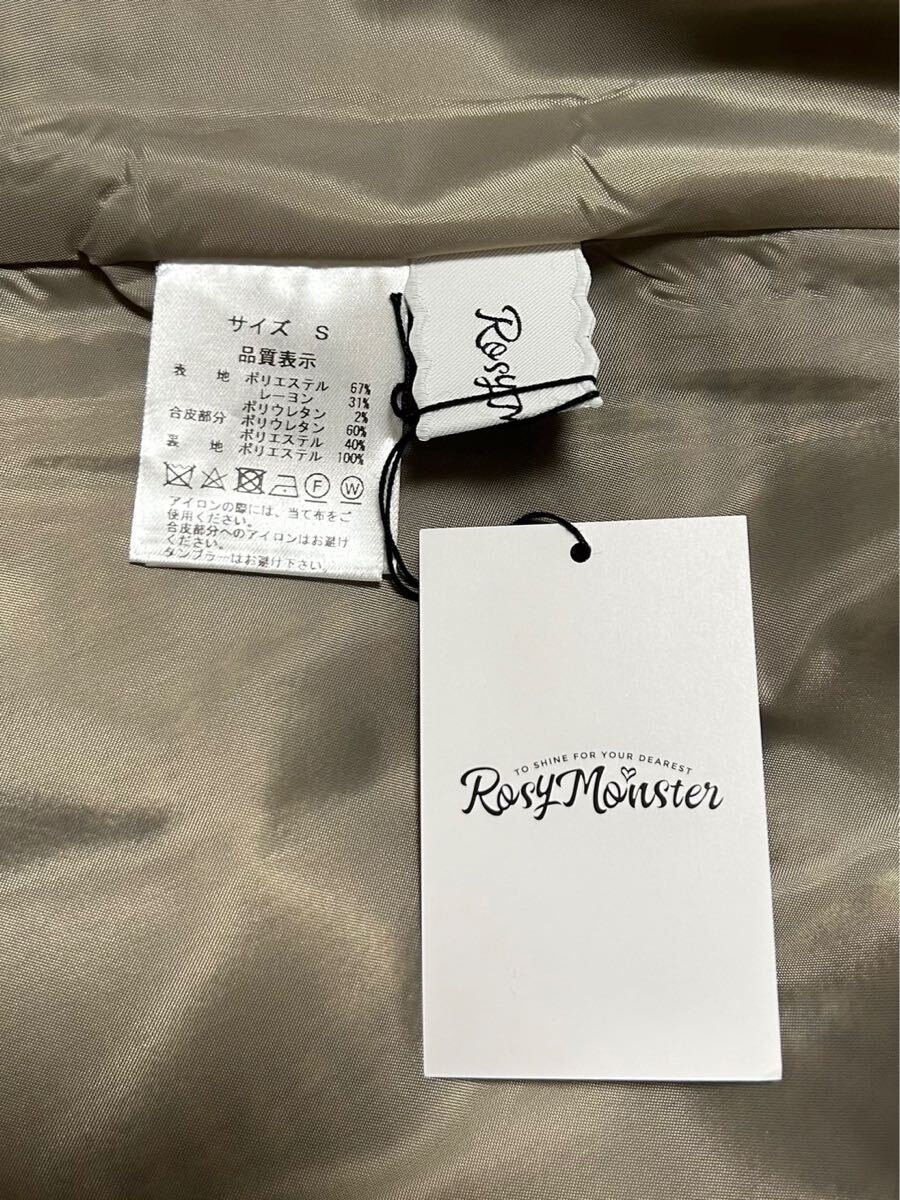 サイズ S
品質表示
表 地 ポリエステル 67%
レーヨン 31%
ポリウレタン 2%
合皮部分 ポリウレタン 60%
ポリエステル 40%
裏 地 ポリエステル 100%
F W
アイロンの際には、当て布をご
使用ください。
合皮部分へのアイロンはお避け
ください。
タンブラーはお避け下さい。
RosyM
TO SHINE FOR YOUR DEAREST
RosyMonster